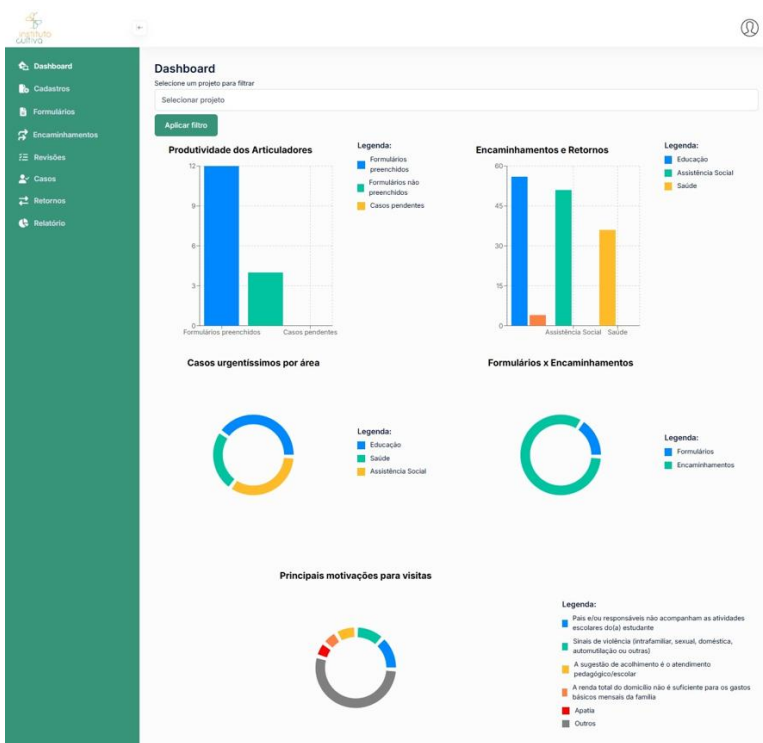 instituto
cultiva
Dashboard
Cadastros
Formulários
Encaminhamentos
Revisões
Casos
Retornos
Relatório
Dashboard
Selecione um projeto para filtrar
Selecionar projeto
Aplicar filtro
Produtividade dos Articuladores
12
9
6
3
0
Formulários preenchidos
Casos pendentes
Legenda:
Formulários
preenchidos
Formulários não
preenchidos
Casos pendentes
Encaminhamentos e Retornos
60
45
30
15
0
Assistência Social
Saúde
Legenda:
Educação
Assistência Social
Saúde
Casos urgentíssimos por área
Legenda:
Educação
Saúde
Assistência Social
Formulários x Encaminhamentos
Legenda:
Formulários
Encaminhamentos
Principais motivações para visitas
Legenda:
Pais e/ou responsáveis não acompanham as atividades
escolares do(a) estudante
Sinais de violência (intrafamiliar, sexual, doméstica,
automutilação ou outras)
A sugestão de acolhimento é o atendimento
pedagógico/escolar
A renda total do domicílio não é suficiente para os gastos
básicos mensais da família
Apatia
Outros